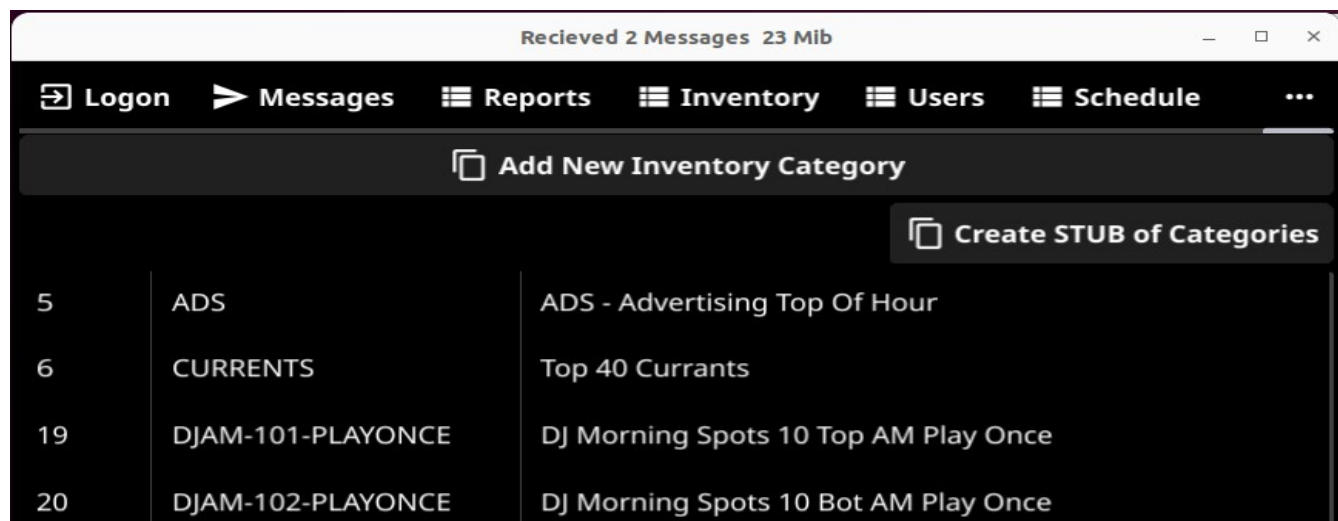 Recieved 2 Messages 23 Mib
Logon Messages Reports Inventory Users Schedule ...
Add New Inventory Category
Create STUB of Categories
5 ADS ADS - Advertising Top Of Hour
6 CURRENTS Top 40 Currants
19 DJAM-101-PLAYONCE DJ Morning Spots 10 Top AM Play Once
20 DJAM-102-PLAYONCE DJ Morning Spots 10 Bot AM Play Once